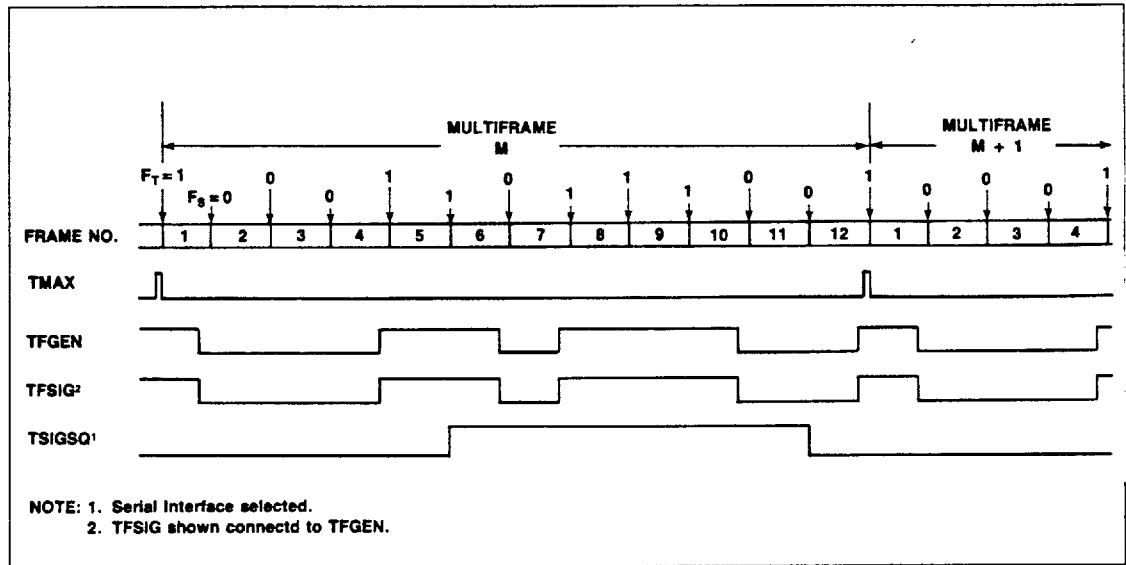 MULTIFRAME
M
MULTIFRAME
M + 1
F_T = 1 F_S = 0 0 0 1 1 0 1 1 1 0 0 1 0 0 0 1
FRAME NO. 1 2 3 4 5 6 7 8 9 10 11 12 1 2 3 4
TMAX
TFGEN
TFSIG²
TSIGSQ¹
NOTE: 1. Serial Interface selected.
2. TFSIG shown connectd to TFGEN.